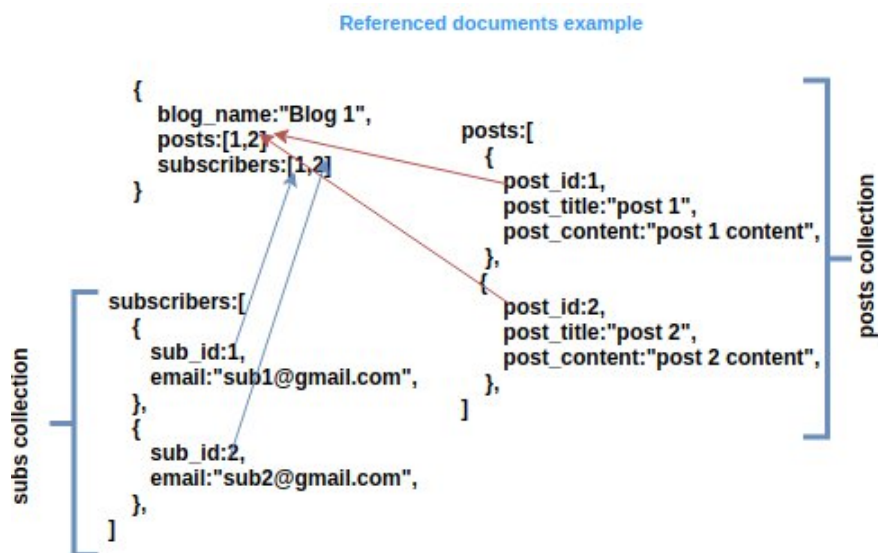 Referenced documents example
{
blog_name:"Blog 1",
posts:[1,2]
subscribers:[1,2]
}
subscribers:[
{
sub_id:1,
email:"sub1@gmail.com",
},
{
sub_id:2,
email:"sub2@gmail.com",
},
]
subs collection
posts:[
{
post_id:1,
post_title:"post 1",
post_content:"post 1 content",
},
{
post_id:2,
post_title:"post 2",
post_content:"post 2 content",
},
]
posts collection